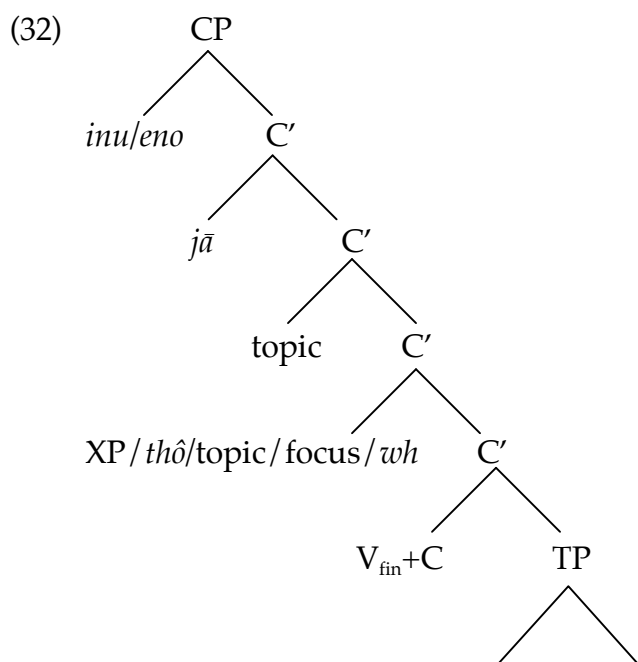 (32) CP
inu/eno C′
jā C′
topic C′
XP/thô/topic/focus/wh C′
Vfin+C TP